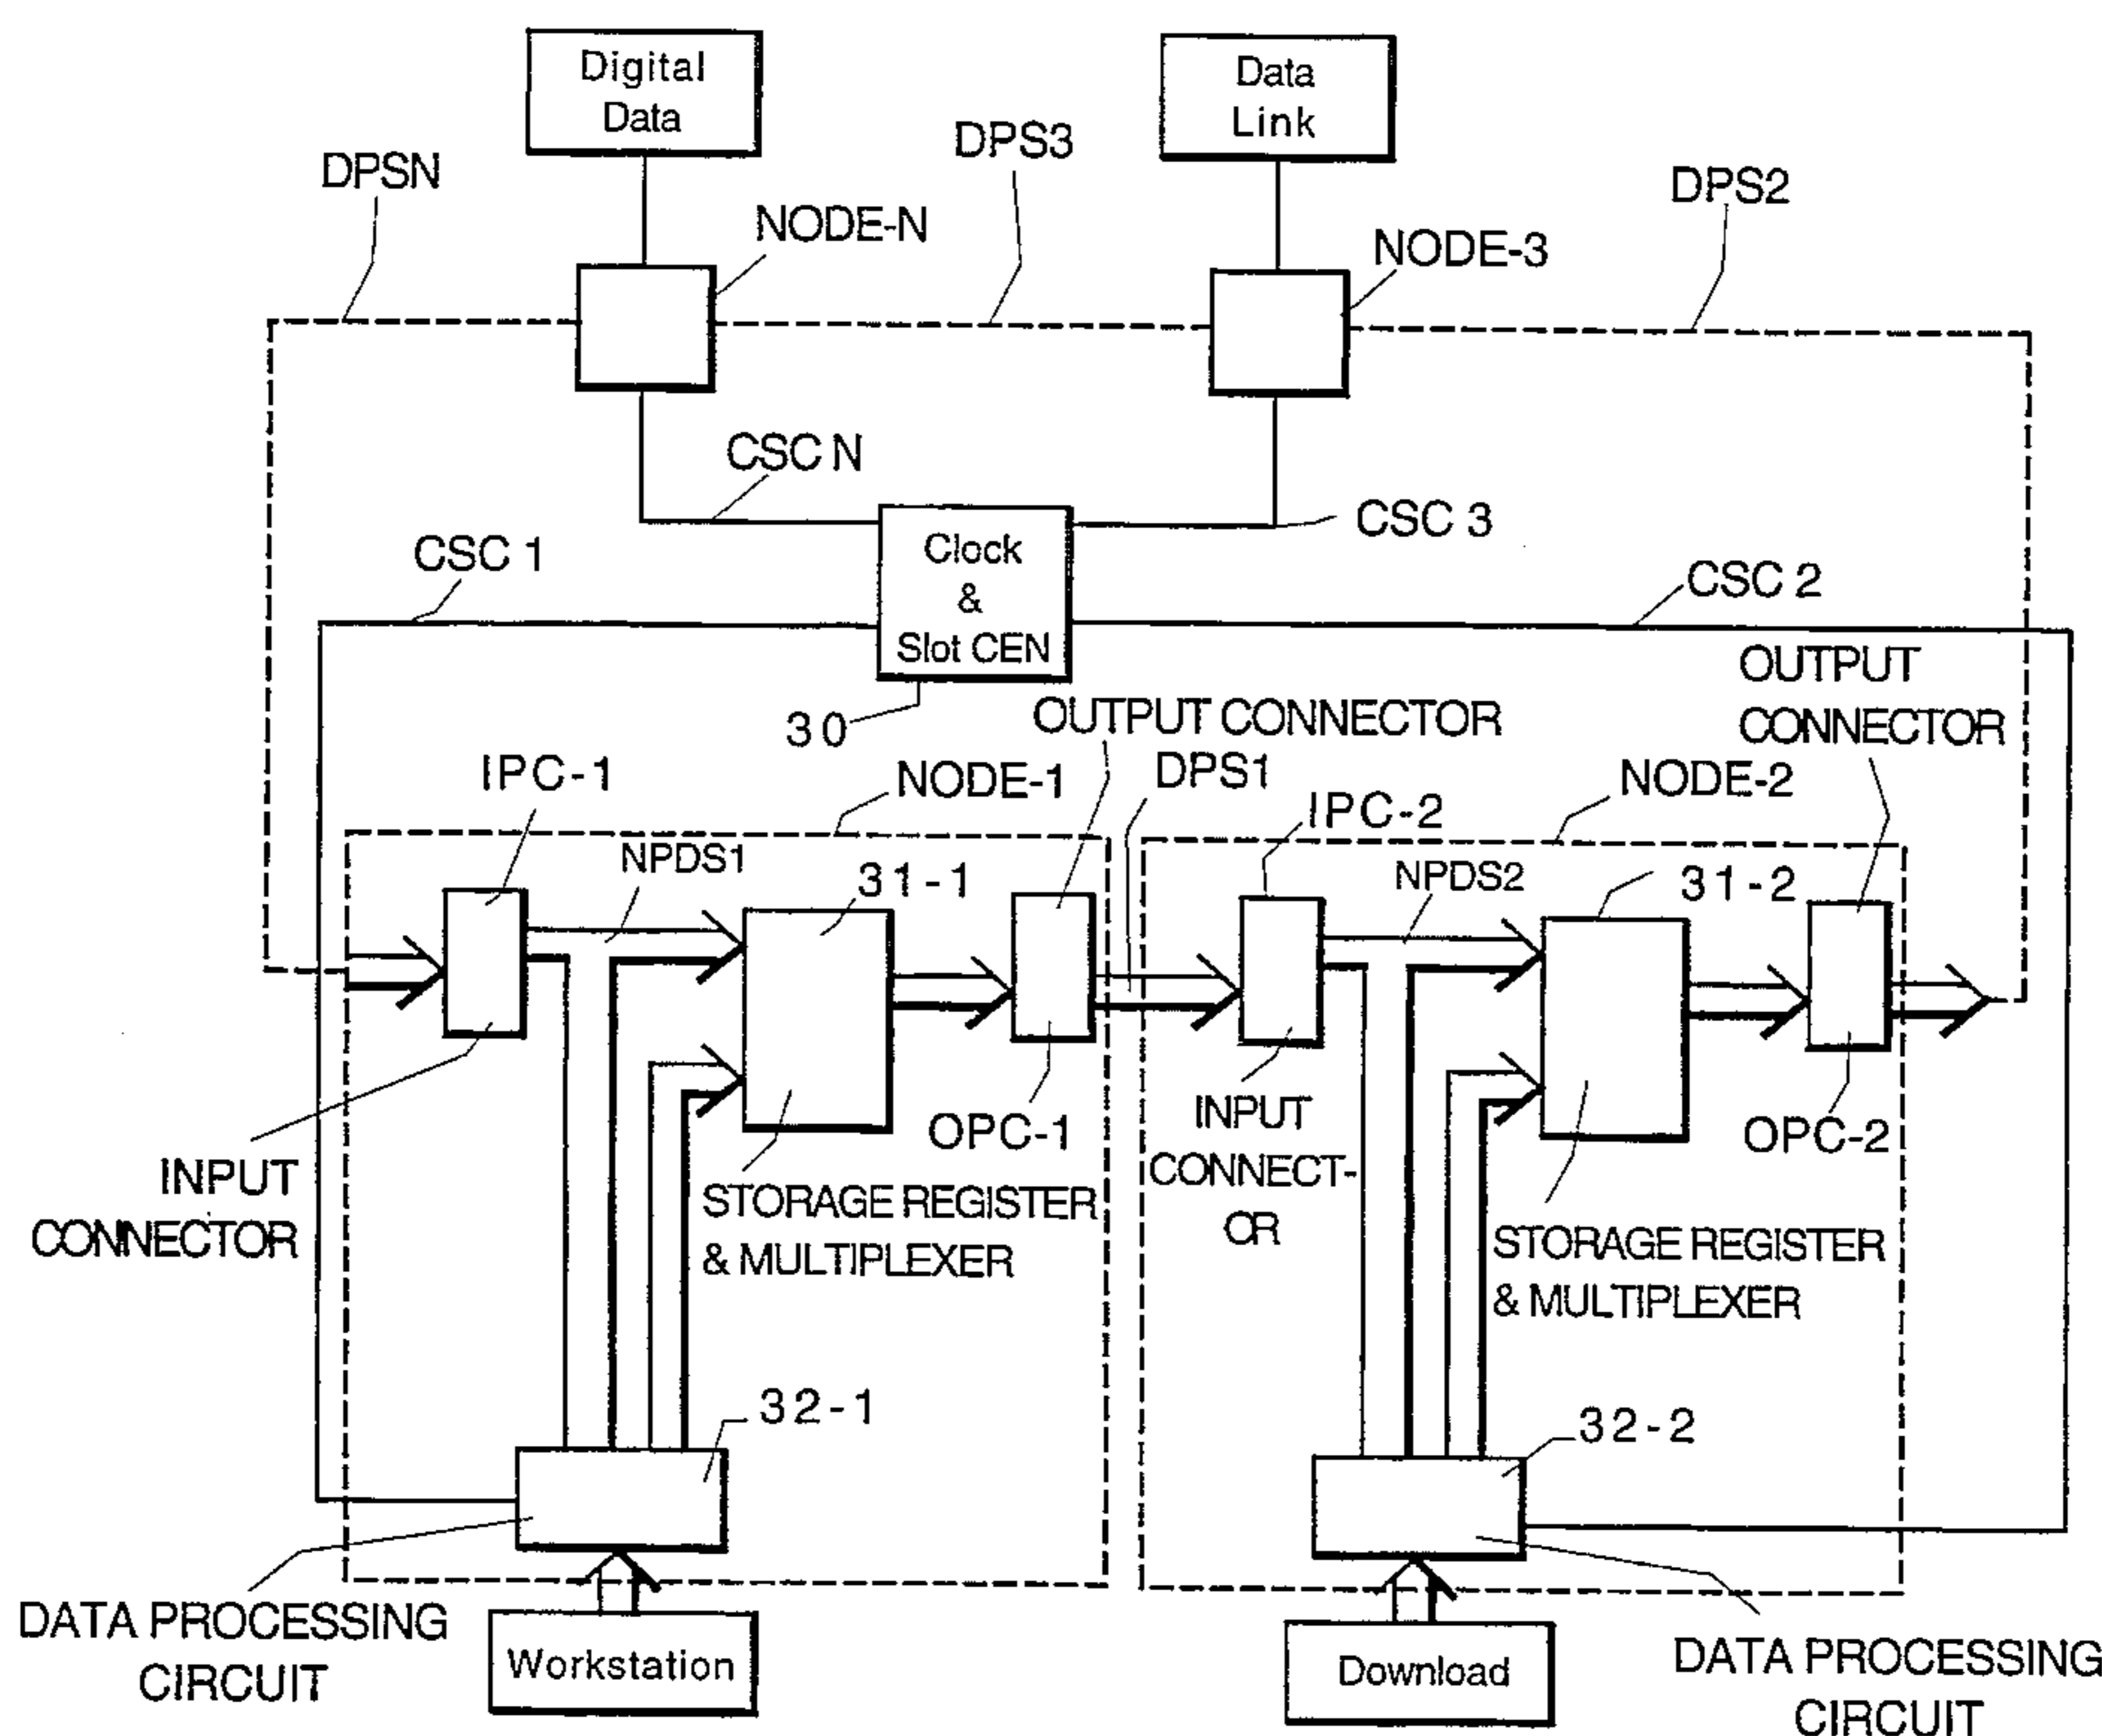 Digital
Data
Data
Link
DPSN
DPS3
DPS2
NODE-N
NODE-3
CSC N
CSC 3
CSC 1
CSC 2
Clock
&
Slot CEN
30
OUTPUT CONNECTOR
OUTPUT
CONNECTOR
IPC-1
NODE-1
DPS1
IPC-2
NODE-2
NPDS1
31-1
NPDS2
31-2
OPC-1
OPC-2
INPUT
CONNECTOR
STORAGE REGISTER
& MULTIPLEXER
INPUT
CONNECT-
OR
STORAGE REGISTER
& MULTIPLEXER
32-1
32-2
DATA PROCESSING
CIRCUIT
Workstation
Download
DATA PROCESSING
CIRCUIT